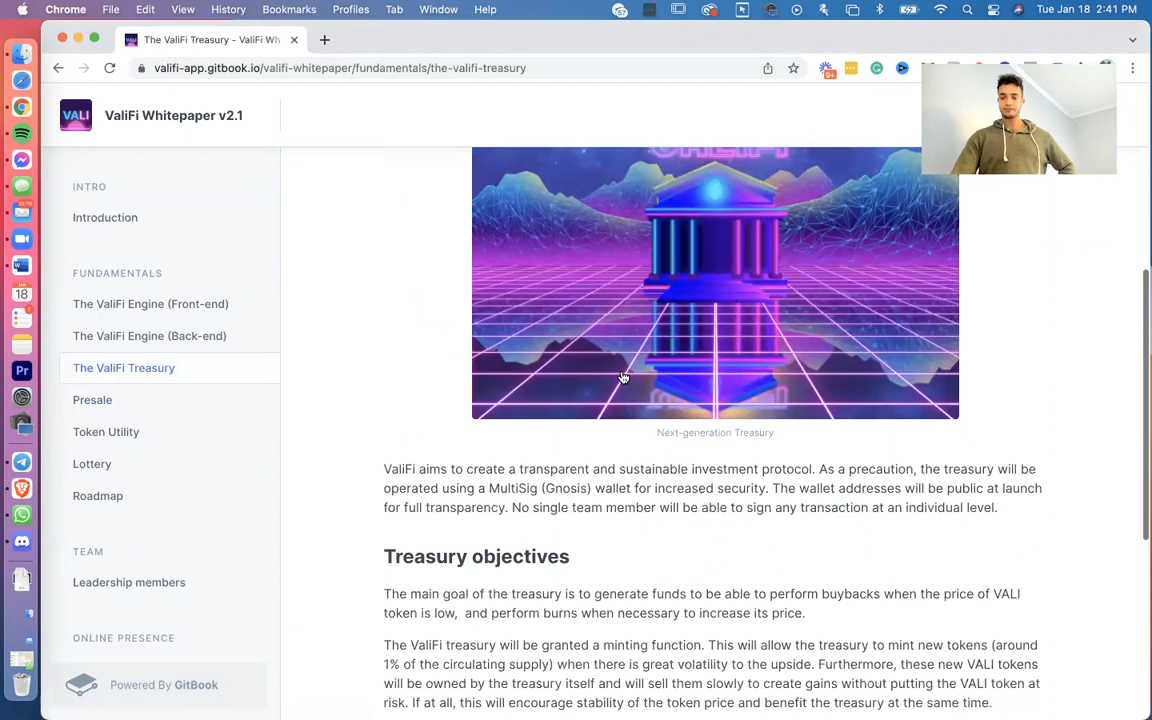 Chrome File Edit View History Bookmarks Profiles Tab Window Help
Tue Jan 18 2:41 PM
The ValiFi Treasury - ValiFi Wh
valifi-app.gitbook.io/valifi-whitepaper/fundamentals/the-valifi-treasury
9+
VALI
ValiFi Whitepaper v2.1
INTRO
Introduction
FUNDAMENTALS
The ValiFi Engine (Front-end)
The ValiFi Engine (Back-end)
The ValiFi Treasury
Presale
Token Utility
Lottery
Roadmap
TEAM
Leadership members
ONLINE PRESENCE
Powered By GitBook
JAN
18
Pr
Next-generation Treasury
ValiFi aims to create a transparent and sustainable investment protocol. As a precaution, the treasury will be
operated using a MultiSig (Gnosis) wallet for increased security. The wallet addresses will be public at launch
for full transparency. No single team member will be able to sign any transaction at an individual level.
Treasury objectives
The main goal of the treasury is to generate funds to be able to perform buybacks when the price of VALI
token is low,  and perform burns when necessary to increase its price.
The ValiFi treasury will be granted a minting function. This will allow the treasury to mint new tokens (around
1% of the circulating supply) when there is great volatility to the upside. Furthermore, these new VALI tokens
will be owned by the treasury itself and will sell them slowly to create gains without putting the VALI token at
risk. If at all, this will encourage stability of the token price and benefit the treasury at the same time.